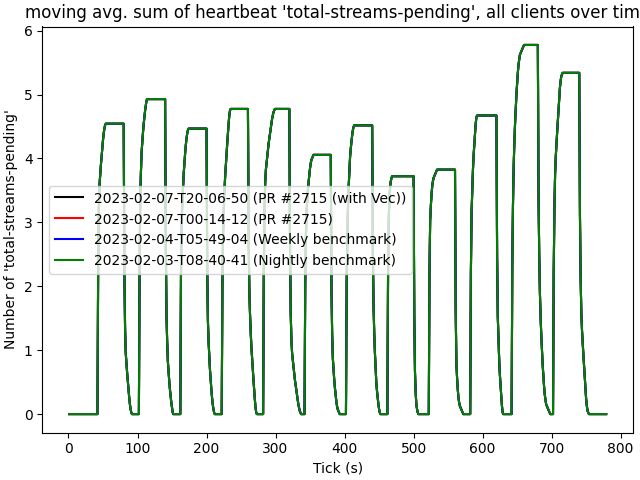 moving avg. sum of heartbeat 'total-streams-pending', all clients over tim
Number of 'total-streams-pending'
6
5
4
3
2
1
0
2023-02-07-T20-06-50 (PR #2715 (with Vec))
2023-02-07-T00-14-12 (PR #2715)
2023-02-04-T05-49-04 (Weekly benchmark)
2023-02-03-T08-40-41 (Nightly benchmark)
0 100 200 300 400 500 600 700 800
Tick (s)